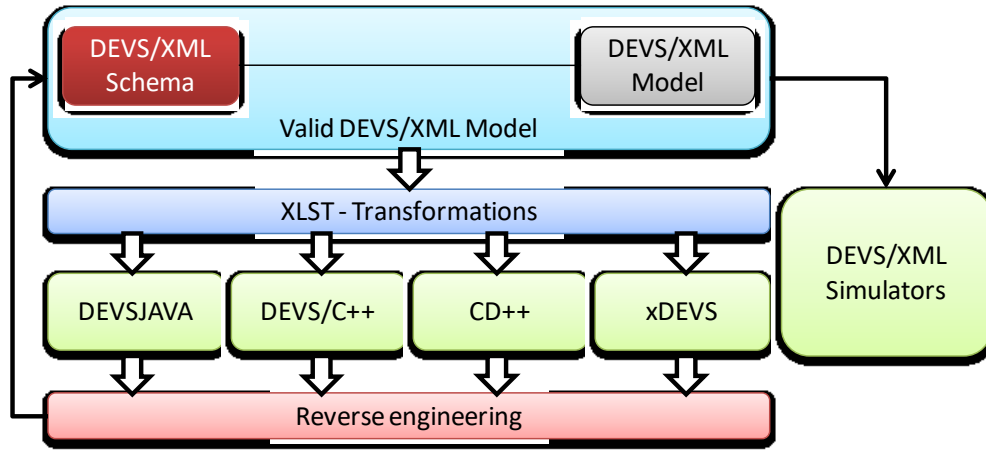 DEVS/XML
Schema
DEVS/XML
Model
Valid DEVS/XML Model
XLST - Transformations
DEVSJAVA
DEVS/C++
CD++
xDEVS
DEVS/XML
Simulators
Reverse engineering